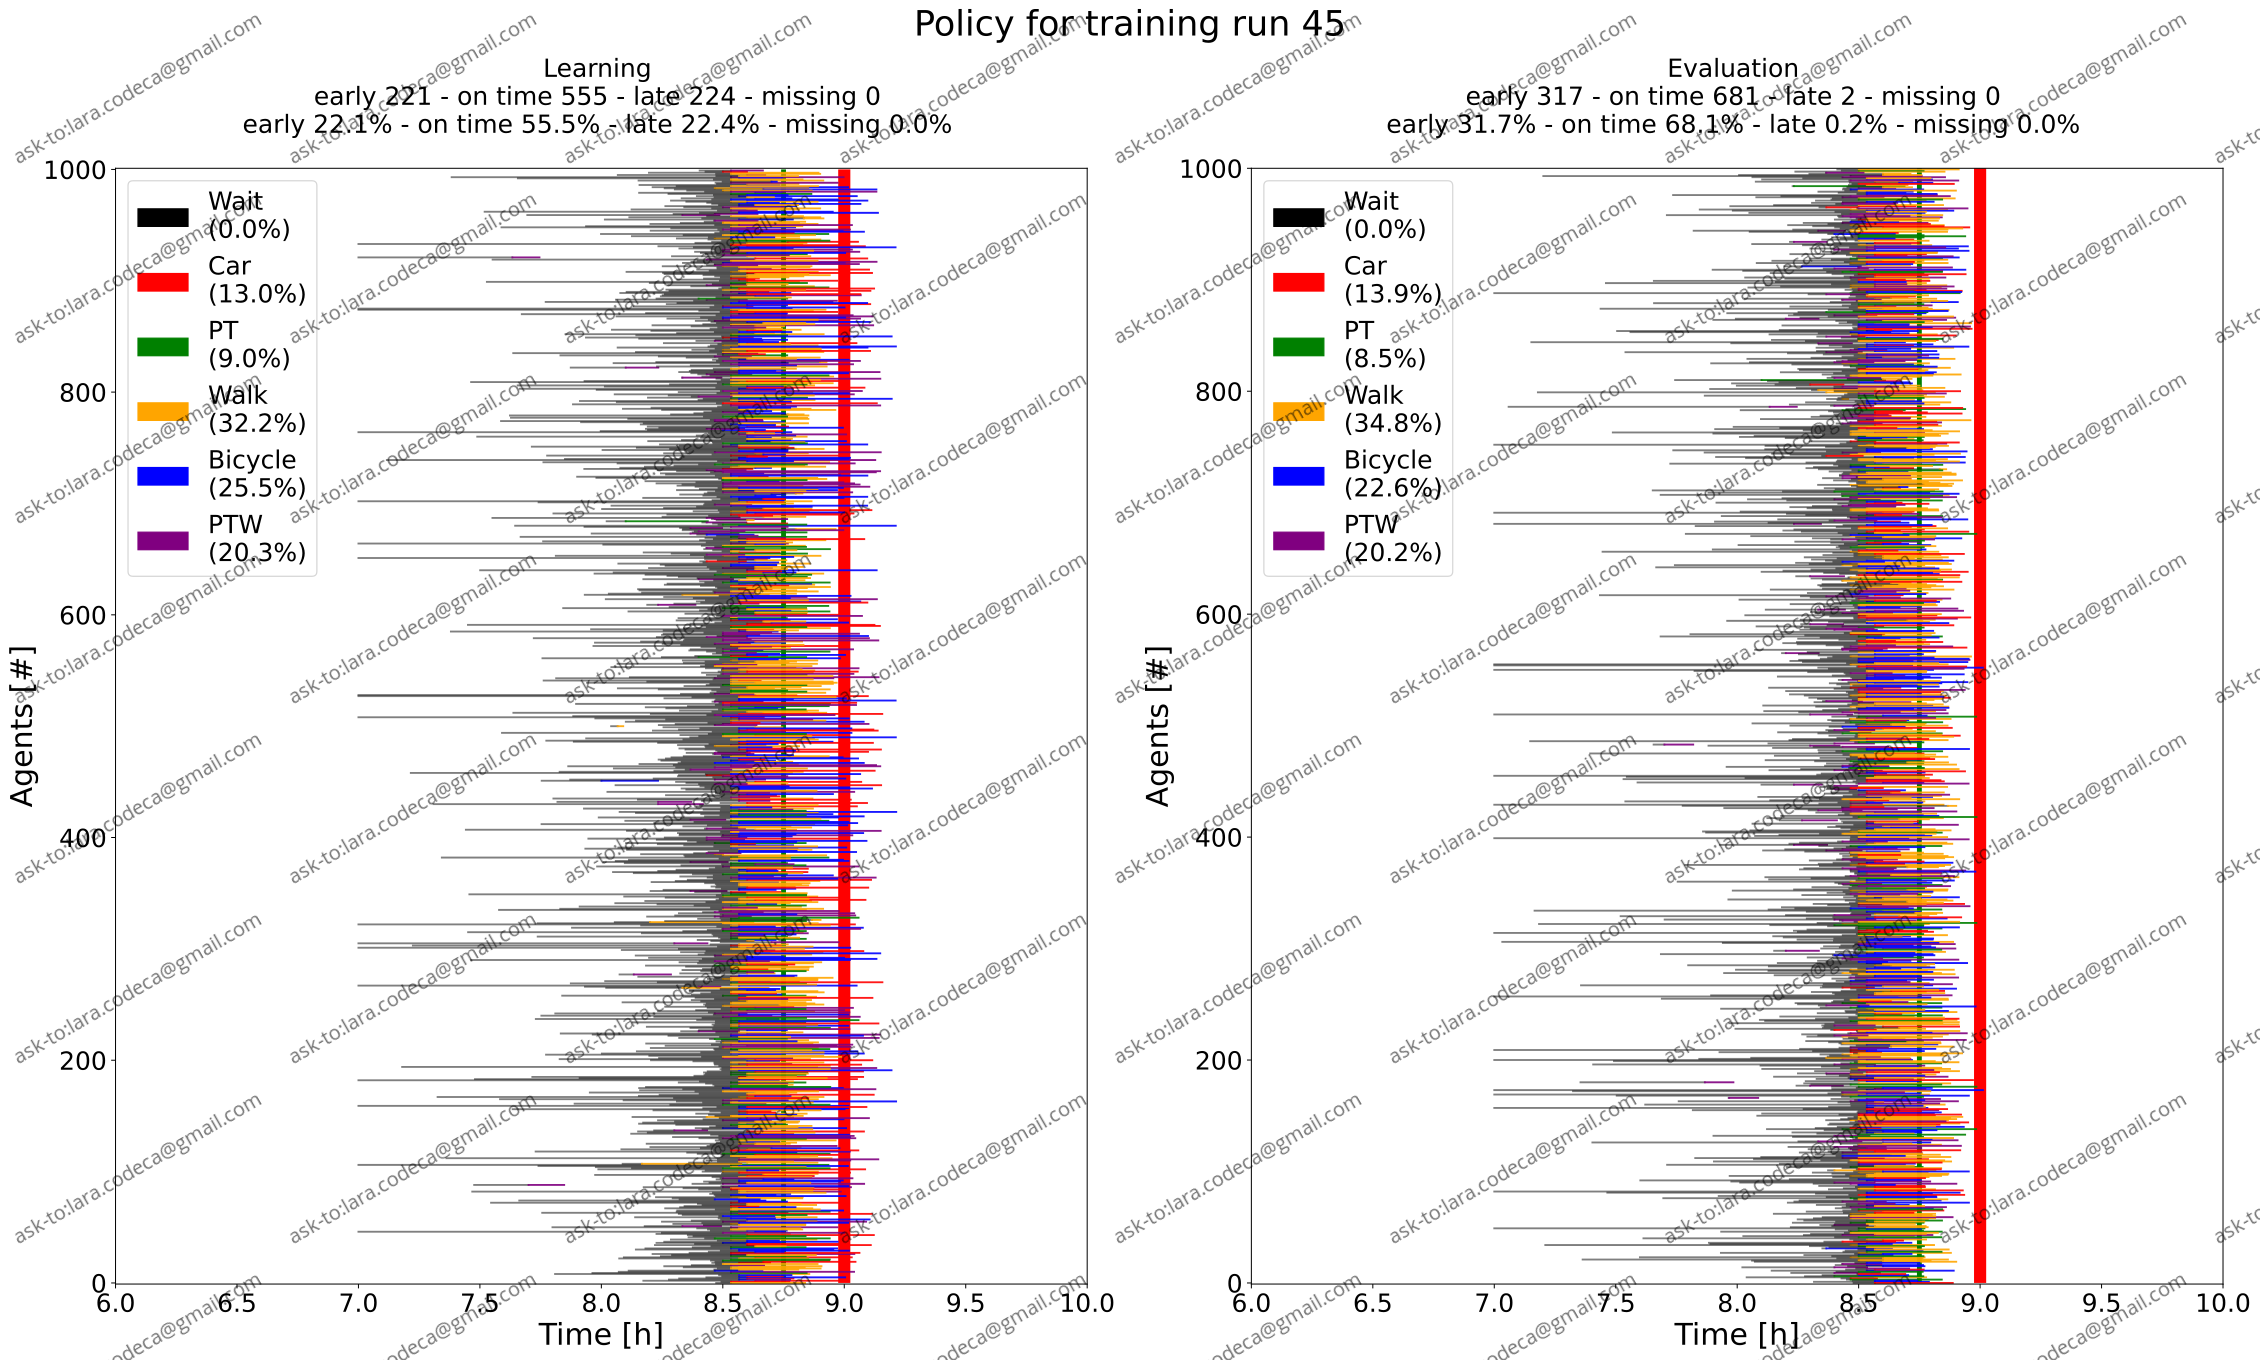 Policy for training run 45
Learning
early 221 - on time 555 - late 224 - missing 0
early 22.1% - on time 55.5% - late 22.4% - missing 0.0%
1000
800
600
400
200
0
Agents [#]
Wait
(0.0%)
Car
(13.0%)
PT
(9.0%)
Walk
(32.2%)
Bicycle
(25.5%)
PTW
(20.3%)
6.0 6.5 7.0 7.5 8.0 8.5 9.0 9.5 10.0
Time [h]
Evaluation
early 317 - on time 681 - late 2 - missing 0
early 31.7% - on time 68.1% - late 0.2% - missing 0.0%
1000
800
600
400
200
0
Agents [#]
Wait
(0.0%)
Car
(13.9%)
PT
(8.5%)
Walk
(34.8%)
Bicycle
(22.6%)
PTW
(20.2%)
6.0 6.5 7.0 7.5 8.0 8.5 9.0 9.5 10.0
Time [h]
ask-to:lara.codeca@gmail.com